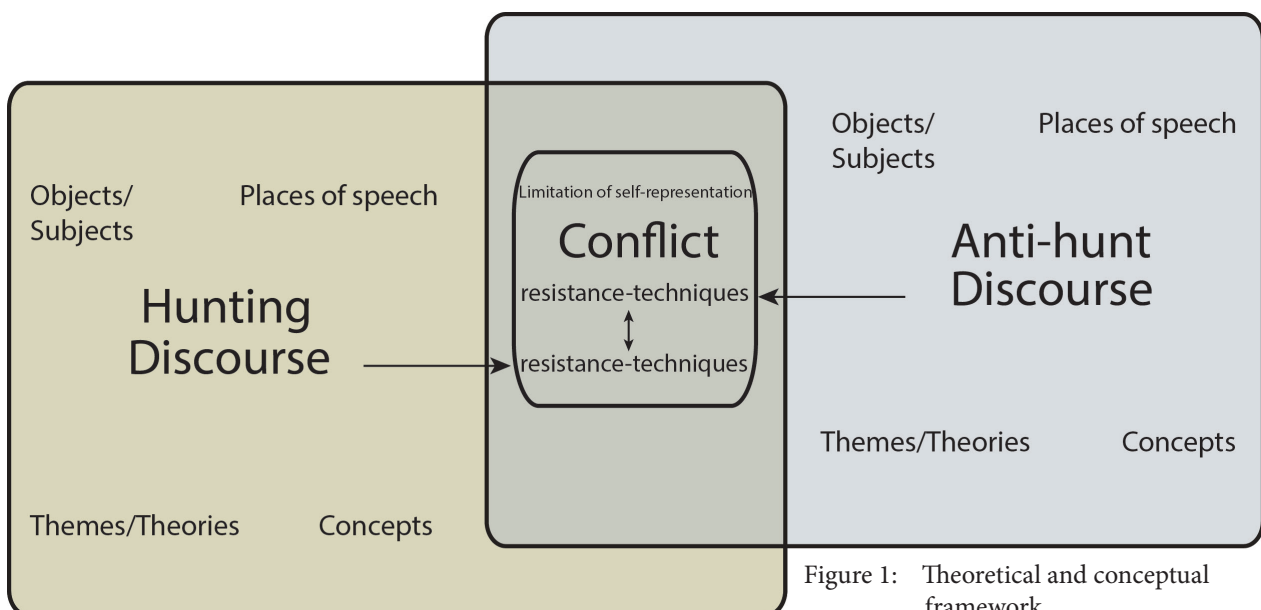 Objects/
Subjects
Places of speech
Hunting
Discourse
Themes/Theories
Concepts
Limitation of self-representation
Conflict
resistance-techniques
resistance-techniques
Objects/
Subjects
Places of speech
Anti-hunt
Discourse
Themes/Theories
Concepts
Figure 1: Theoretical and conceptual
framework